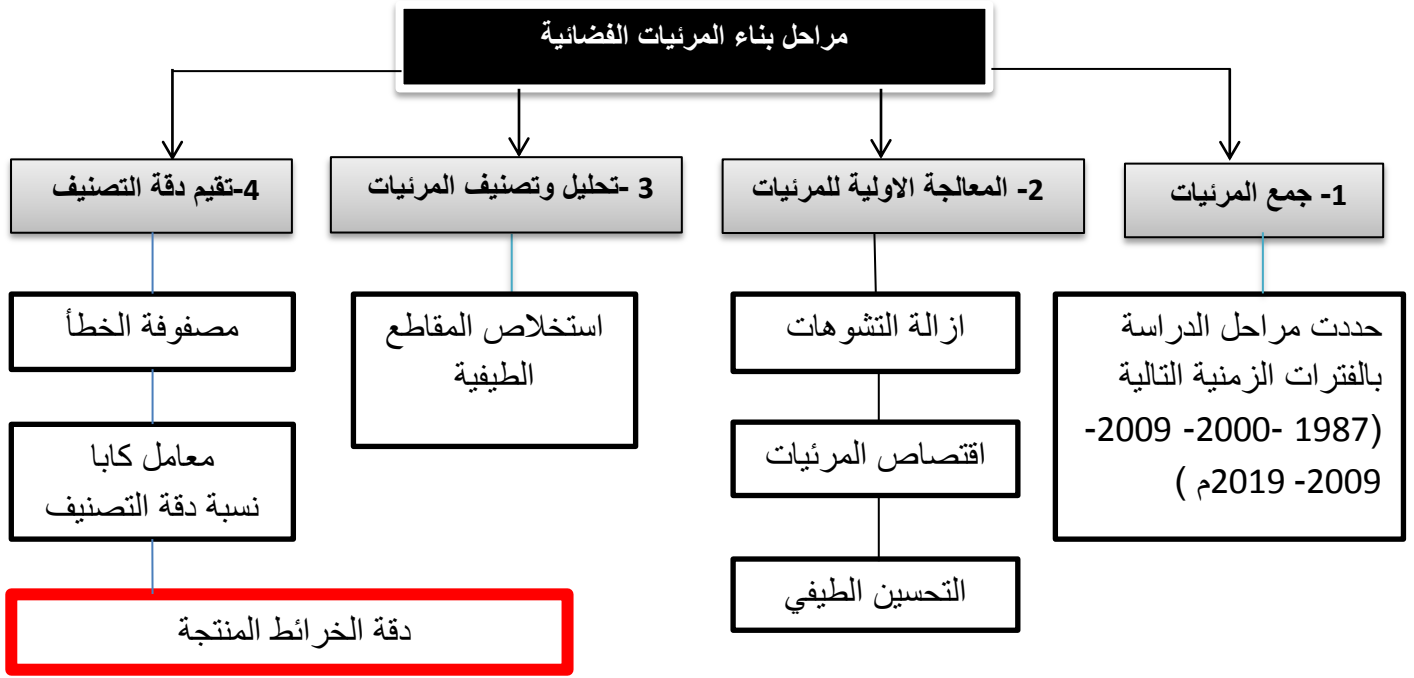 مراحل بناء المرئيات الفضائية
1- جمع المرئيات
2- المعالجة الاولية للمرئيات
3 -تحليل وتصنيف المرئيات
4-تقيم دقة التصنيف
حددت مراحل الدراسة
بالفترات الزمنية التالية
(1987 -2000- 2009-
2009- 2019م )
ازالة التشوهات
اقتصاص المرئيات
التحسين الطيفي
استخلاص المقاطع
الطيفية
مصفوفة الخطأ
معامل كابا
نسبة دقة التصنيف
دقة الخرائط المنتجة